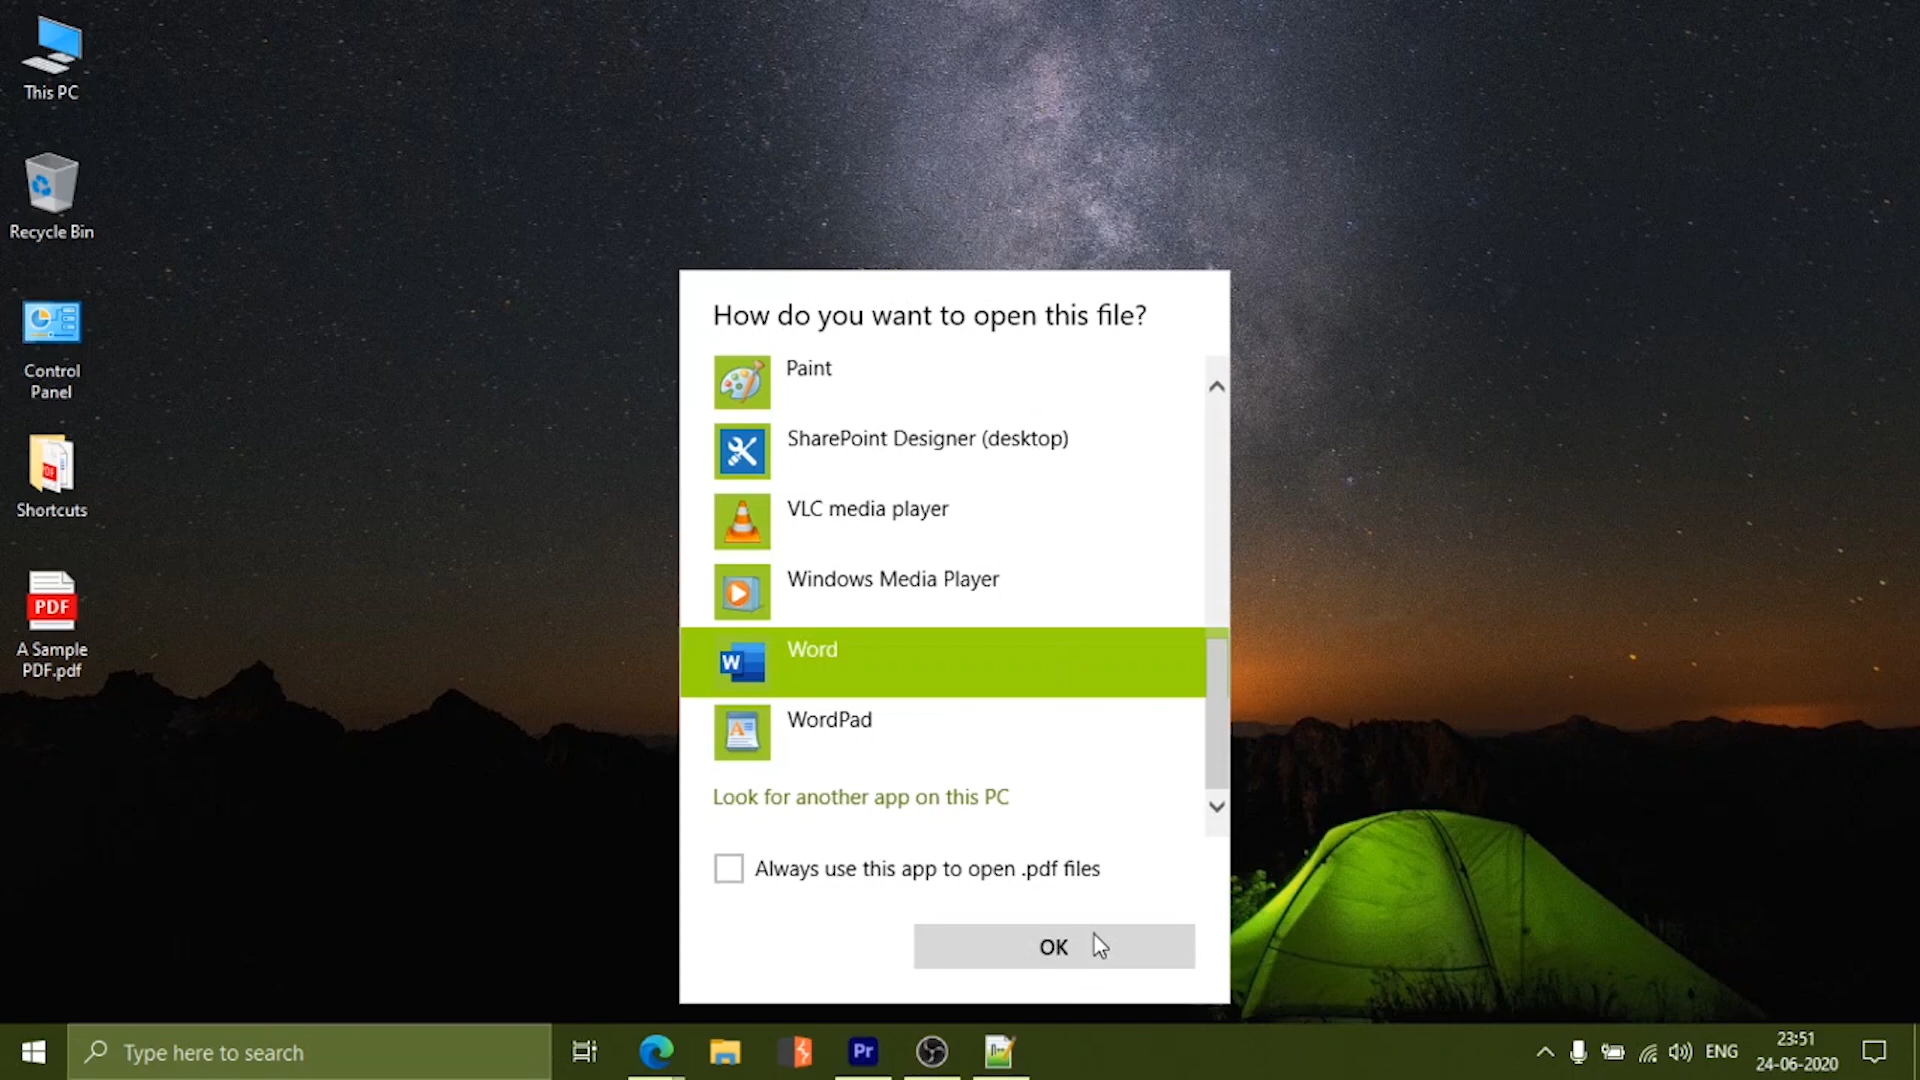 This PC
Recycle Bin
Control
Panel
Shortcuts
PDF
A Sample
PDF.pdf
How do you want to open this file?
Paint
SharePoint Designer (desktop)
VLC media player
Windows Media Player
W
Word
A
WordPad
Look for another app on this PC
Always use this app to open .pdf files
OK
Type here to search
Pr
ENG
23:51
24-06-2020